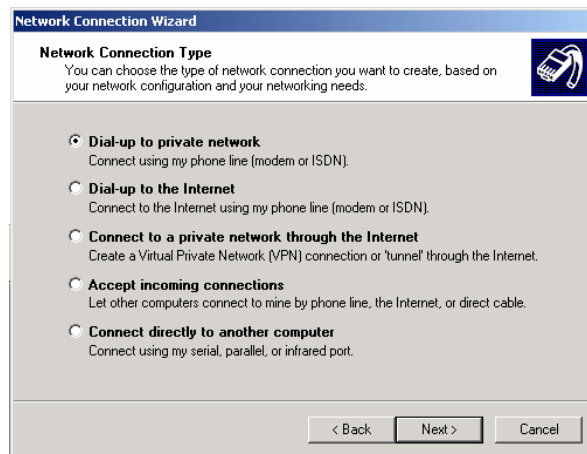 Network Connection Wizard
Network Connection Type
You can choose the type of network connection you want to create, based on
your network configuration and your networking needs.
Dial-up to private network
Connect using my phone line (modem or ISDN).
Dial-up to the Internet
Connect to the Internet using my phone line (modem or ISDN).
Connect to a private network through the Internet
Create a Virtual Private Network (VPN) connection or 'tunnel' through the Internet.
Accept incoming connections
Let other computers connect to mine by phone line, the Internet, or direct cable.
Connect directly to another computer
Connect using my serial, parallel, or infrared port.
< Back Next > Cancel